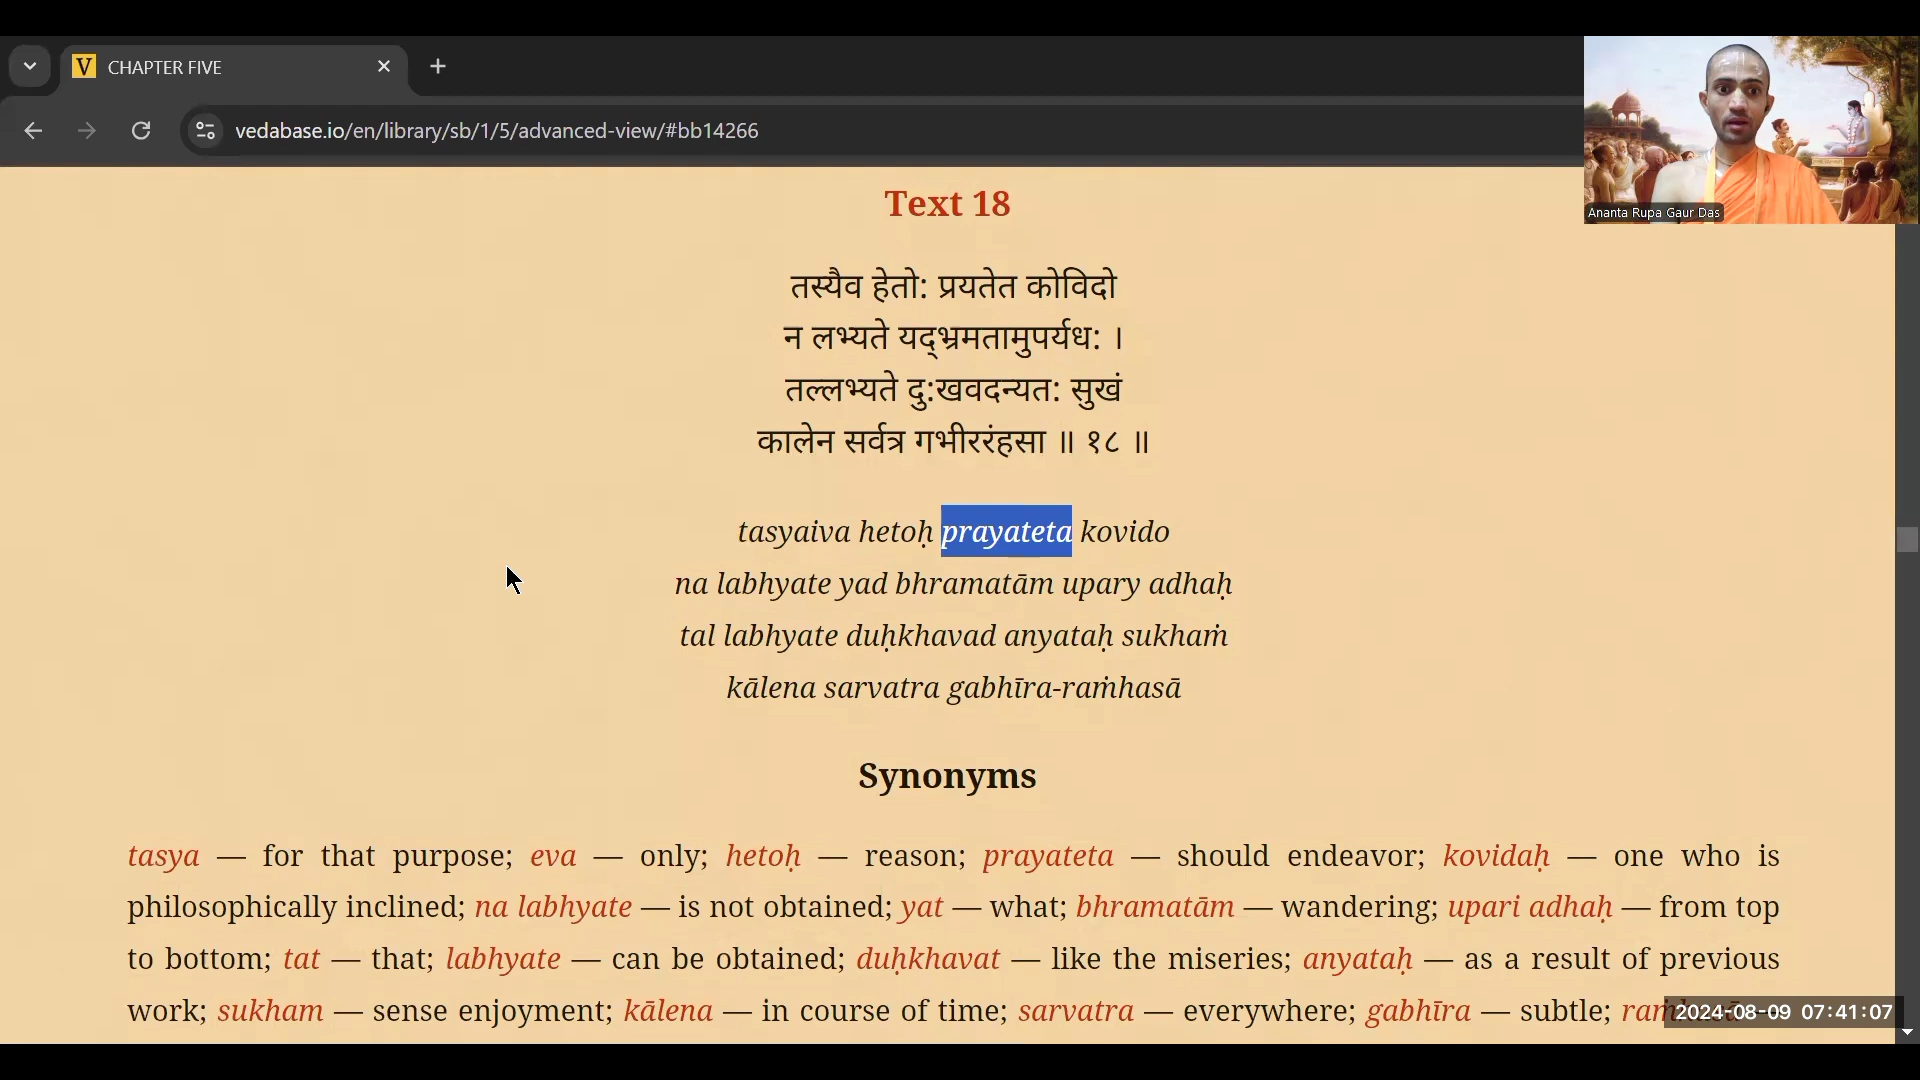 CHAPTER FIVE
vedabase.io/en/library/sb/1/5/advanced-view/#bb14266
Ananta Rupa Gaur Das
Text 18
तस्यैव हेतो: प्रयतेत कोविदो
न लभ्यते यद्भ्रमतामुपर्यध: ।
तल्ल‍भ्यते दु:खवदन्यत: सुखं
कालेन सर्वत्र गभीररंहसा ॥ १८ ॥
tasyaiva hetoḥ prayateta kovido
na labhyate yad bhramatām upary adhaḥ
tal labhyate duḥkhavad anyataḥ sukhaṁ
kālena sarvatra gabhīra-raṁhasā
Synonyms
tasya — for that purpose; eva — only; hetoḥ — reason; prayateta — should endeavor; kovidaḥ — one who is
philosophically inclined; na labhyate — is not obtained; yat — what; bhramatām — wandering; upari adhaḥ — from top
to bottom; tat — that; labhyate — can be obtained; duḥkhavat — like the miseries; anyataḥ — as a result of previous
work; sukham — sense enjoyment; kālena — in course of time; sarvatra — everywhere; gabhīra — subtle;
2024-08-09 07:41:07